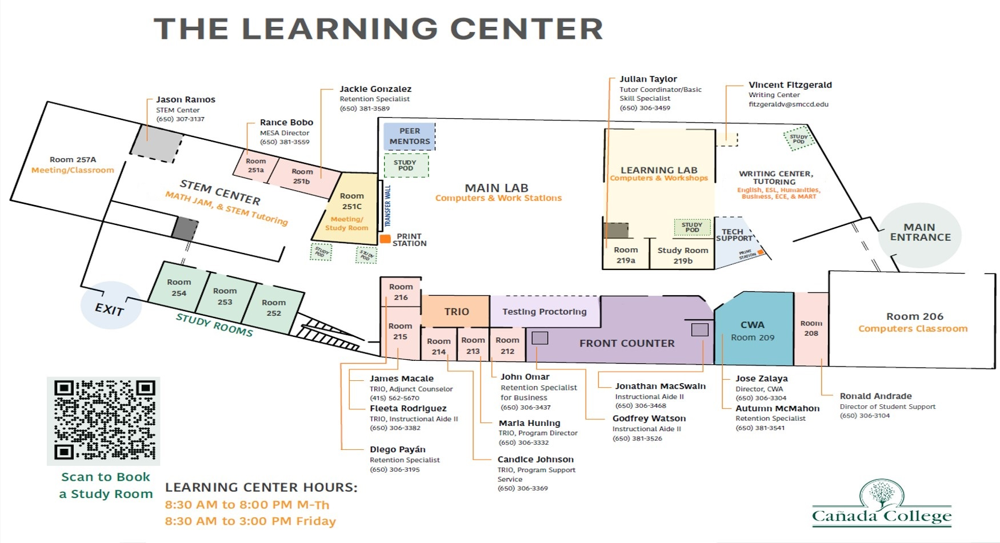 THE LEARNING CENTER
Jason Ramos
STEM Center
(650) 307-3137
Rance Bobo
MESA Director
(650) 381-3559
Jackie Gonzalez
Retention Specialist
(650) 381-3589
Julian Taylor
Tutor Coordinator/Basic
Skill Specialist
(650) 306-3459
Vincent Fitzgerald
Writing Center
fitzgeraldv@smccd.edu
Room 257A
Meeting/Classroom
STEM CENTER
MATH JAM, & STEM Tutoring
Room
251a
Room
251b
Room
251C
Meeting/
Study Room
PEER
MENTORS
STUDY
POD
TRANSFER WALL
PRINT
STATION
STUDY
POD
STUDY
POD
MAIN LAB
Computers & Work Stations
LEARNING LAB
Computers & Workshops
STUDY
POD
Room
219a
Study Room
219b
STUDY
POD
WRITING CENTER,
TUTORING
English, ESL, Humanities,
Business, ECE, & MART
TECH
SUPPORT
PRINT
STATION
MAIN
ENTRANCE
EXIT
Room
254
Room
253
Room
252
STUDY ROOMS
Room
216
Room
215
TRIO
Room
214
Room
213
Room
212
Testing Proctoring
FRONT COUNTER
CWA
Room 209
Room
208
Room 206
Computers Classroom
James Macale
TRIO, Adjunct Counselor
(415) 562-5670
Fleeta Rodriguez
TRIO, Instructional Aide II
(650) 306-3382
Diego Payán
Retention Specialist
(650) 306-3195
John Omar
Retention Specialist
for Business
(650) 306-3437
Maria Huning
TRIO, Program Director
(650) 306-3332
Candice Johnson
TRIO, Program Support
Service
(650) 306-3369
Jonathan MacSwain
Instructional Aide II
(650) 306-3468
Godfrey Watson
Instructional Aide II
(650) 381-3526
Jose Zalaya
Director, CWA
(650) 306-3304
Autumn McMahon
Retention Specialist
(650) 381-3541
Ronald Andrade
Director of Student Support
(650) 306-3104
Scan to Book
a Study Room
LEARNING CENTER HOURS:
8:30 AM to 8:00 PM M-Th
8:30 AM to 3:00 PM Friday
Cañada College